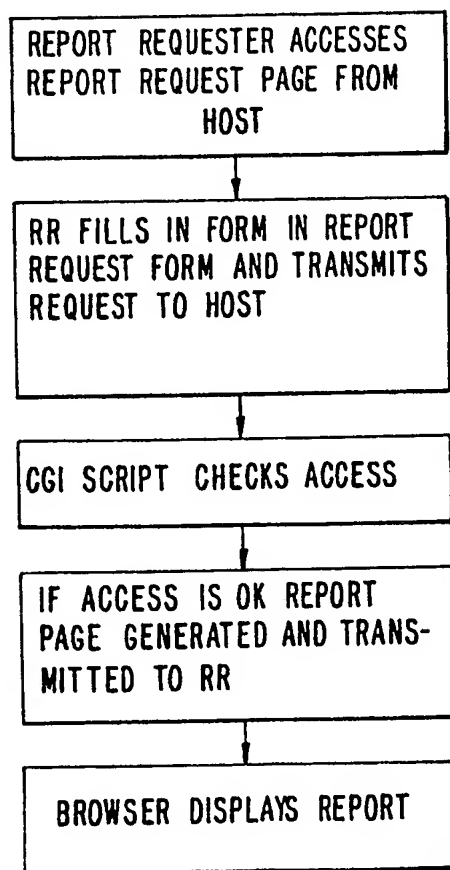 REPORT REQUESTER ACCESSES
REPORT REQUEST PAGE FROM
HOST
RR FILLS IN FORM IN REPORT
REQUEST FORM AND TRANSMITS
REQUEST TO HOST
CGI SCRIPT CHECKS ACCESS
IF ACCESS IS OK REPORT
PAGE GENERATED AND TRANS-
MITTED TO RR
BROWSER DISPLAYS REPORT